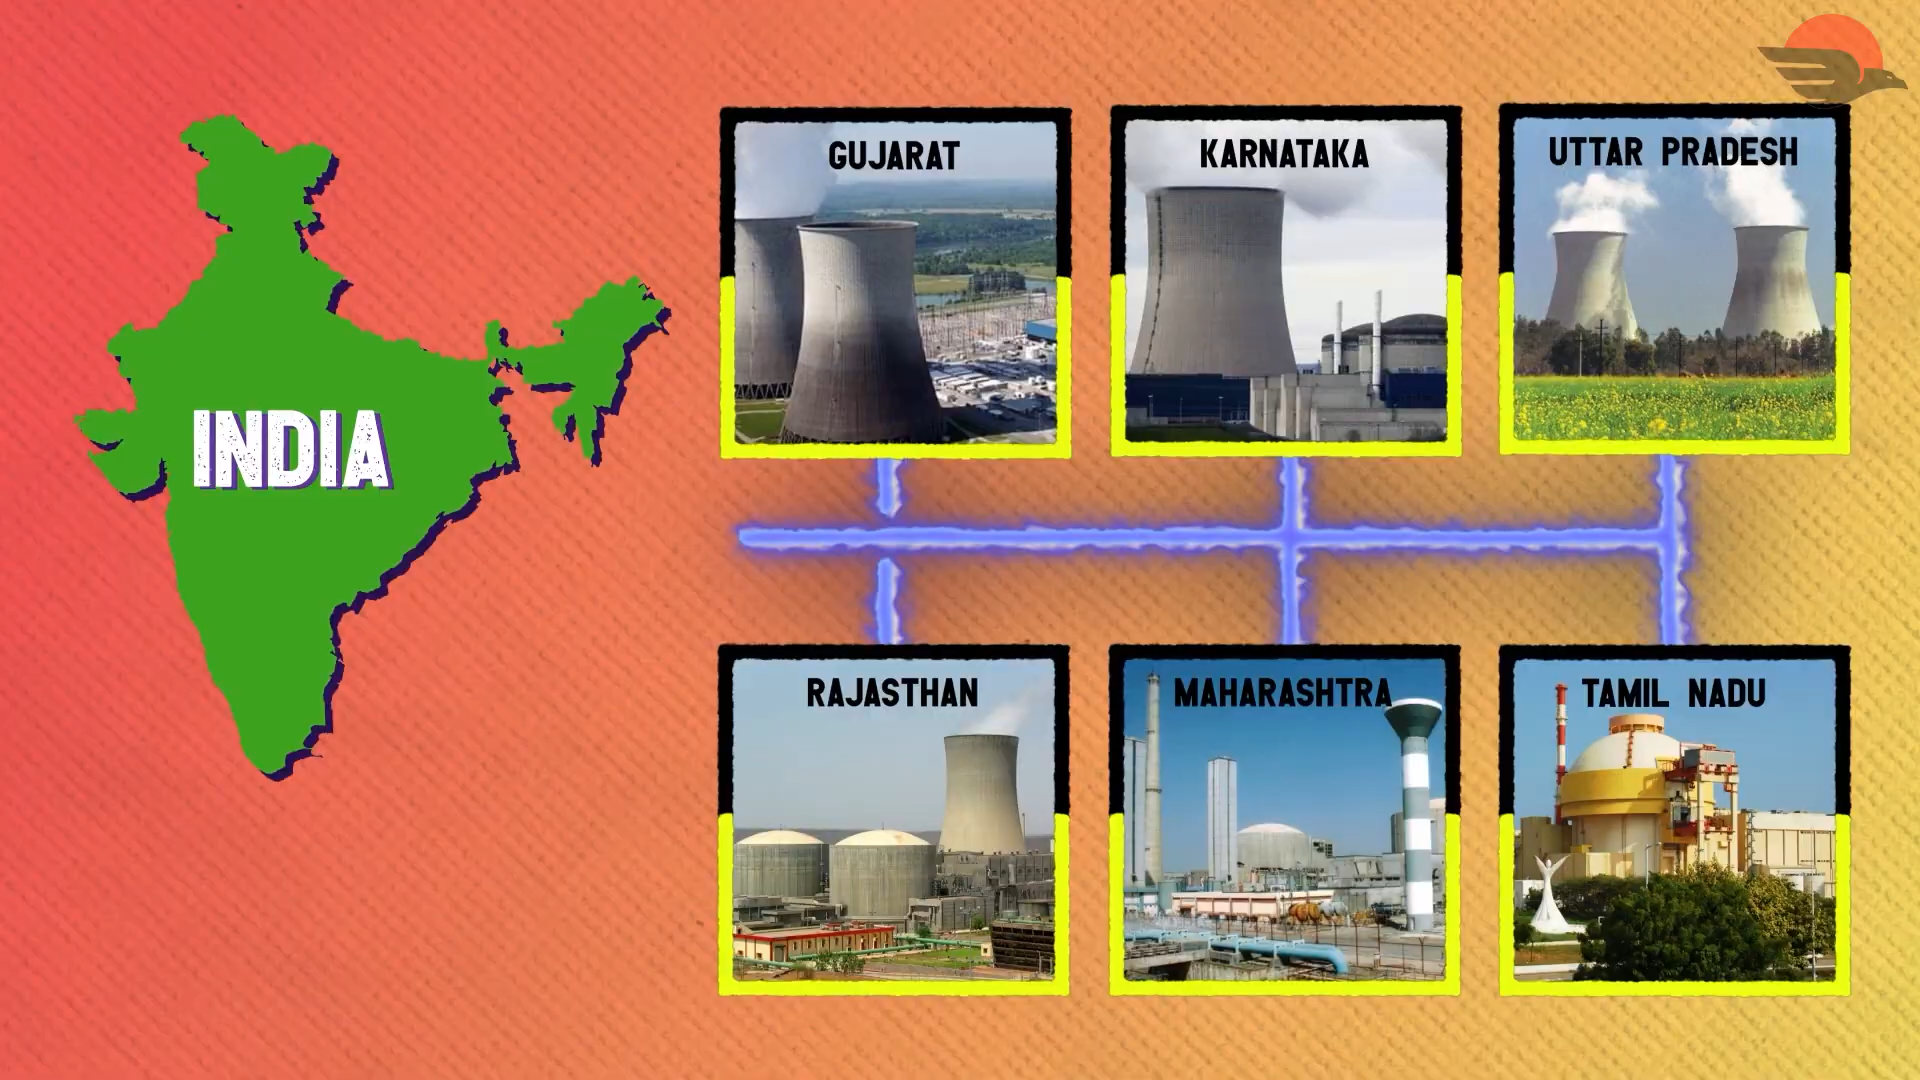 INDIA
GUJARAT
KARNATAKA
UTTAR PRADESH
RAJASTHAN
MAHARASHTRA
TAMIL NADU